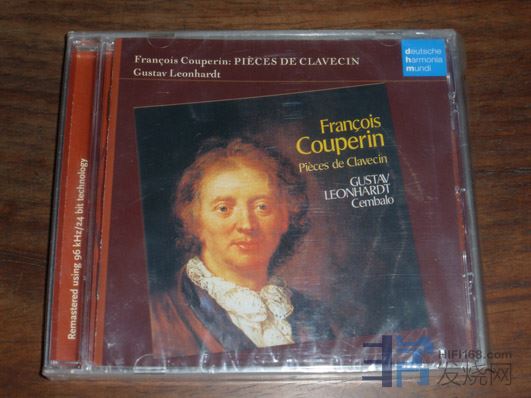 François Couperin: PIÈCES DE CLAVECIN
Gustav Leonhardt
deutsche
harmonia
mundi
François
Couperin
Pièces de Clavecin
GUSTAV
LEONHARDT
Cembalo
Remastered using 96 kHz/24 bit technology
HIFI168.com
发烧网